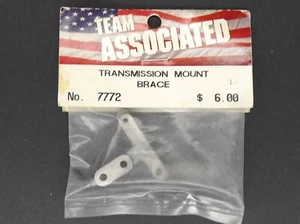 TEAM
ASSOCIATED
TRANSMISSION MOUNT
BRACE
No. 7772 $ 6.00